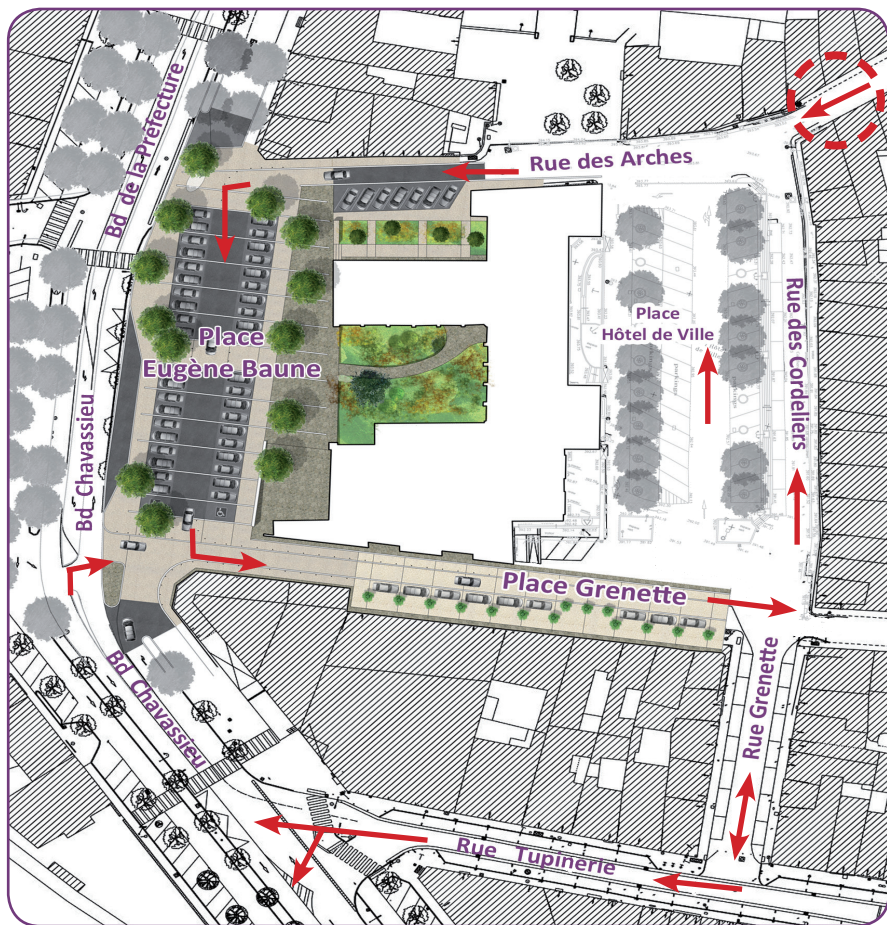 Bd de la Préfecture
Rue des Arches
Place
Hôtel de Ville
Rue des Cordeliers
Place
Eugène Baune
Bd Chavassieu
Place Grenette
Bd Chavassieu
Rue Grenette
Rue Tupinerie